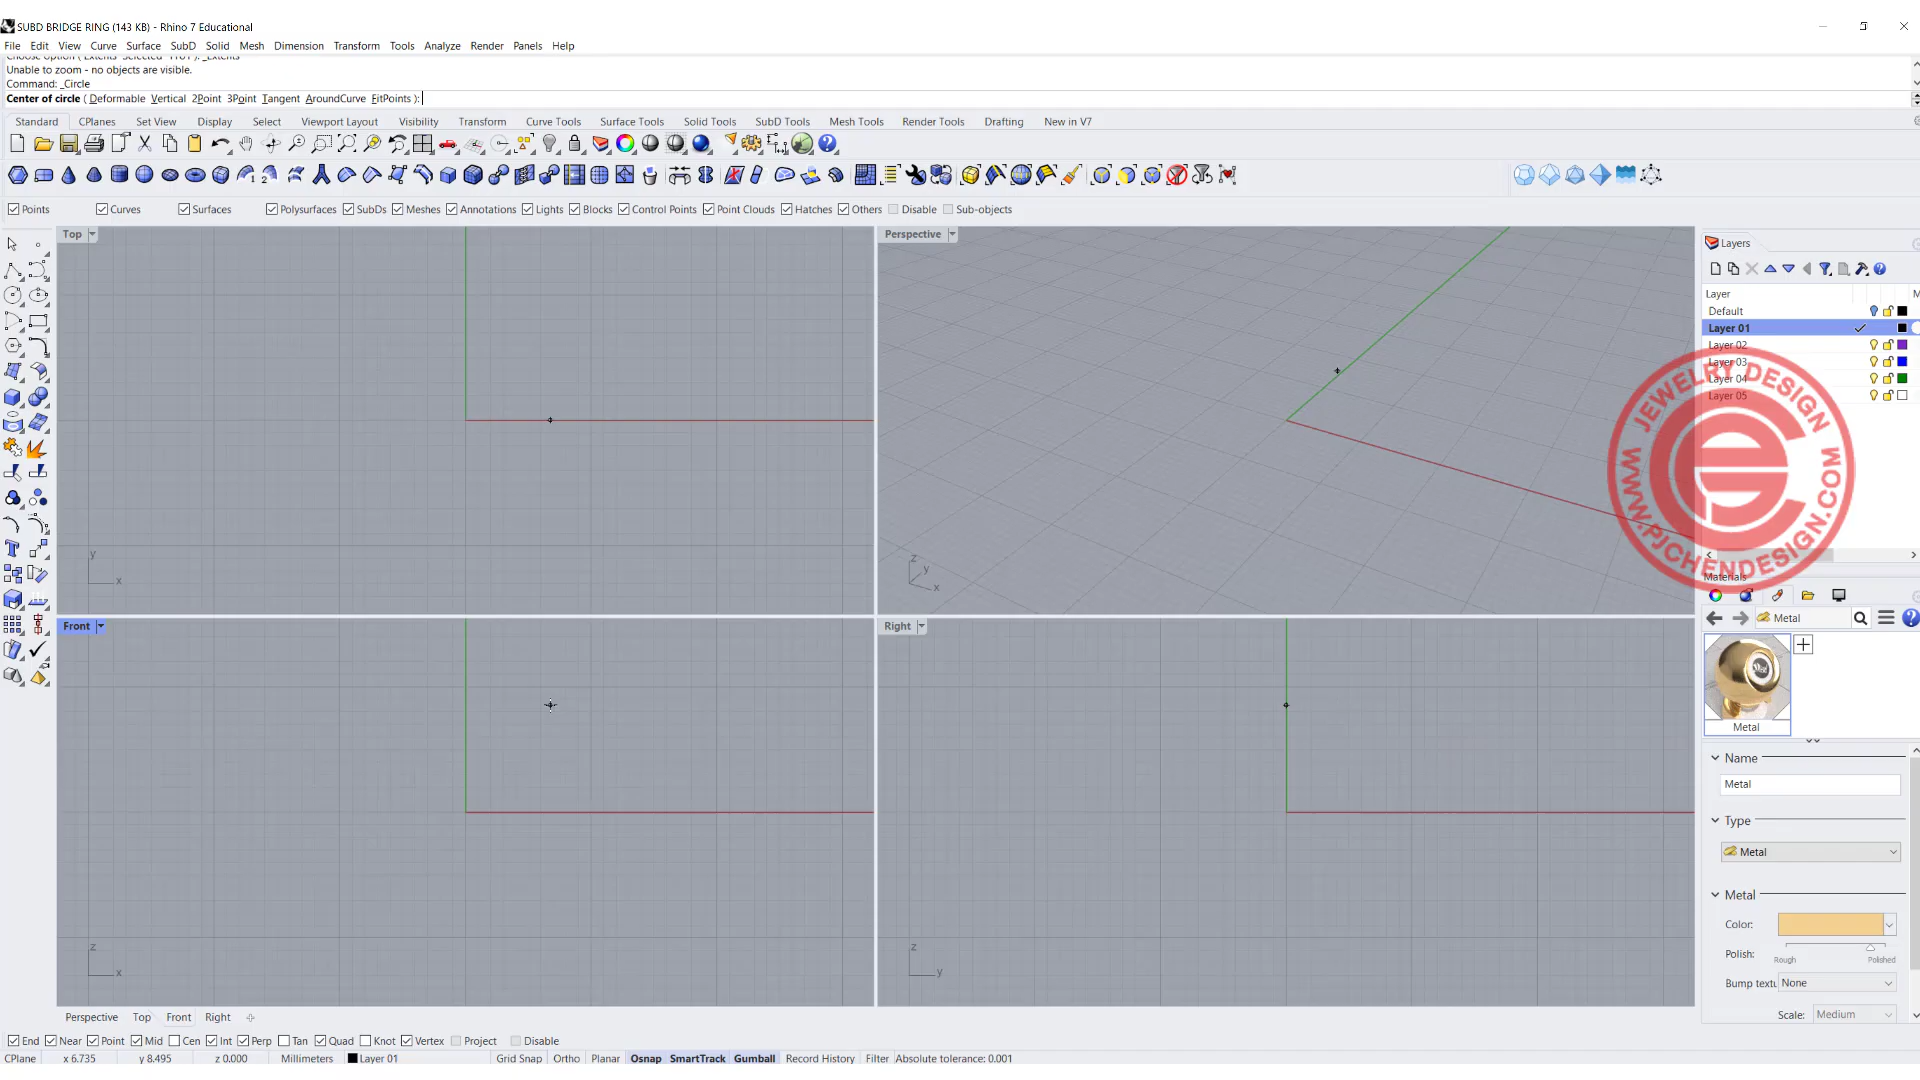 SUBD BRIDGE RING (143 KB) - Rhino 7 Educational
File Edit View Curve Surface SubD Solid Mesh Dimension Transform Tools Analyze Render Panels Help
Unable to zoom - no objects are visible.
Command: _Circle
Center of circle ( Deformable Vertical 2Point 3Point Tangent AroundCurve FitPoints ):
Standard CPlanes Set View Display Select Viewport Layout Visibility Transform Curve Tools Surface Tools Solid Tools SubD Tools Mesh Tools Render Tools Drafting New in V7
Points Curves Surfaces Polysurfaces SubDs Meshes Annotations Lights Blocks Control Points Point Clouds Hatches Others Disable Sub-objects
Top
y
x
Perspective
z
y
x
Front
z
x
Right
z
y
Layers
Layer M
Default
Layer 01
Layer 02
Layer 03
Layer 04
Layer 05
JEWELRY DESIGN
WWW.PJCHENDESIGN.COM
Materials
Metal
Metal
Name
Metal
Type
Metal
Metal
Color:
Polish:
Rough Polished
Bump textu None
Scale: Medium
Perspective Top Front Right
End Near Point Mid Cen Int Perp Tan Quad Knot Vertex Project Disable
CPlane x 6.735 y 8.495 z 0.000 Millimeters Layer 01 Grid Snap Ortho Planar Osnap SmartTrack Gumball Record History Filter Absolute tolerance: 0.001